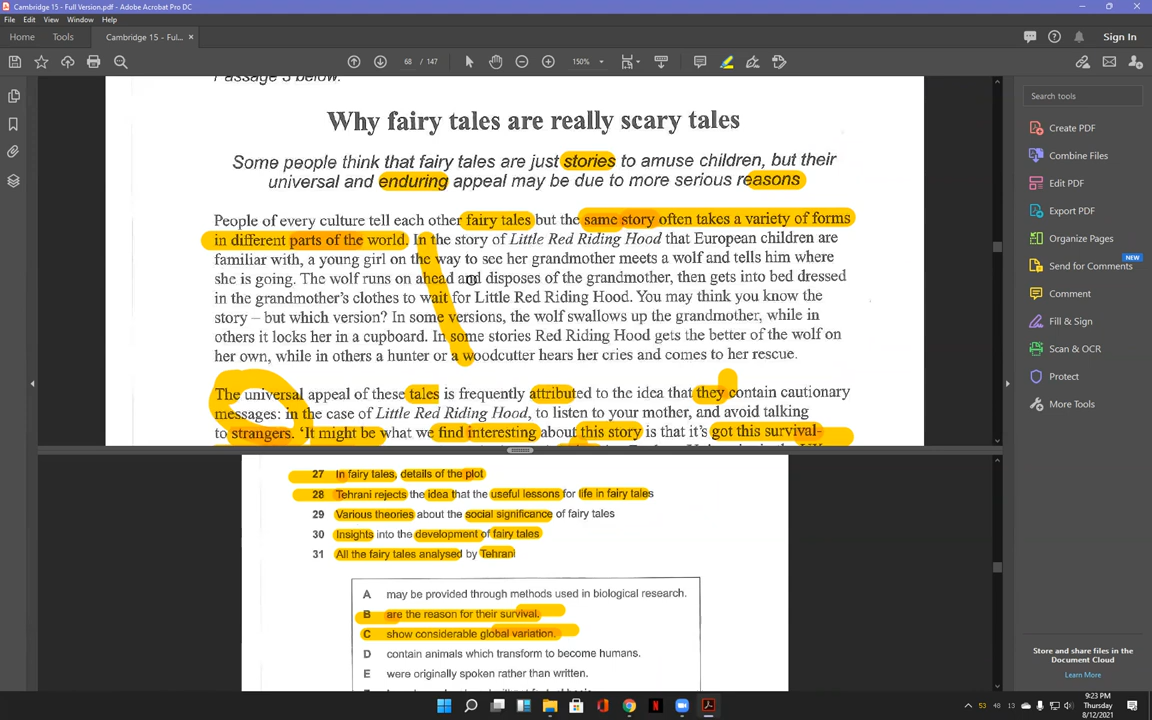 Cambridge 15 - Full Version.pdf - Adobe Acrobat Pro DC
File Edit View Window Help
Home Tools Cambridge 15 - Full... × Sign In
68 / 147 150%
Passage 3 below.
Why fairy tales are really scary tales
Some people think that fairy tales are just stories to amuse children, but their
universal and enduring appeal may be due to more serious reasons
People of every culture tell each other fairy tales but the same story often takes a variety of forms
in different parts of the world. In the story of Little Red Riding Hood that European children are
familiar with, a young girl on the way to see her grandmother meets a wolf and tells him where
she is going. The wolf runs on ahead and disposes of the grandmother, then gets into bed dressed
in the grandmother's clothes to wait for Little Red Riding Hood. You may think you know the
story – but which version? In some versions, the wolf swallows up the grandmother, while in
others it locks her in a cupboard. In some stories Red Riding Hood gets the better of the wolf on
her own, while in others a hunter or a woodcutter hears her cries and comes to her rescue.
The universal appeal of these tales is frequently attributed to the idea that they contain cautionary
messages: in the case of Little Red Riding Hood, to listen to your mother, and avoid talking
to strangers. 'It might be what we find interesting about this story is that it's got this survival-
27 In fairy tales, details of the plot
28 Tehrani rejects the idea that the useful lessons for life in fairy tales
29 Various theories about the social significance of fairy tales
30 Insights into the development of fairy tales
31 All the fairy tales analysed by Tehrani
A may be provided through methods used in biological research.
B are the reason for their survival.
C show considerable global variation.
D contain animals which transform to become humans.
E were originally spoken rather than written.
Search tools
Create PDF
Combine Files
Edit PDF
Export PDF
Organize Pages
NEW
Send for Comments
Comment
Fill & Sign
Scan & OCR
Protect
More Tools
Store and share files in the
Document Cloud
Learn More
53 48 13
9:23 PM
Thursday
8/12/2021